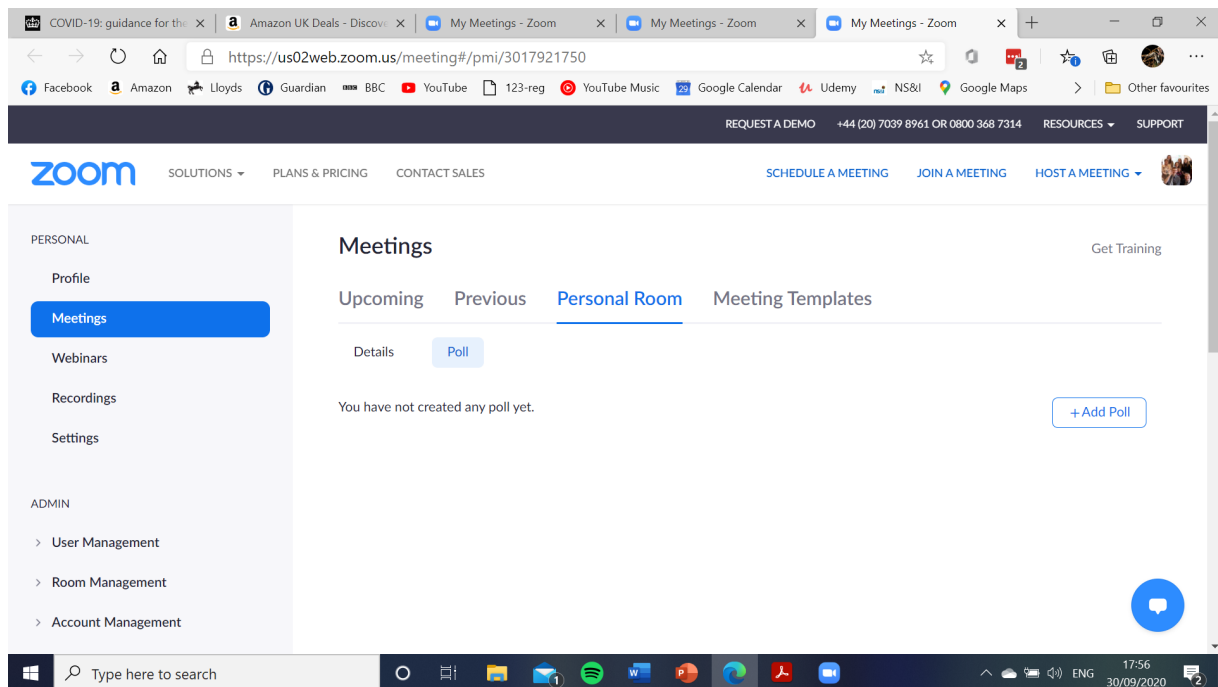 COVID-19: guidance for the
Amazon UK Deals - Discove
My Meetings - Zoom
My Meetings - Zoom
My Meetings - Zoom
https://us02web.zoom.us/meeting#/pmi/3017921750
2
Facebook Amazon Lloyds Guardian BBC YouTube 123-reg YouTube Music 29 Google Calendar Udemy NS&I Google Maps Other favourites
REQUEST A DEMO +44 (20) 7039 8961 OR 0800 368 7314 RESOURCES SUPPORT
zoom SOLUTIONS PLANS & PRICING CONTACT SALES SCHEDULE A MEETING JOIN A MEETING HOST A MEETING
PERSONAL
Profile
Meetings
Webinars
Recordings
Settings
ADMIN
User Management
Room Management
Account Management
Meetings
Get Training
Upcoming Previous Personal Room Meeting Templates
Details Poll
You have not created any poll yet.
+Add Poll
Type here to search
1
ENG
17:56
30/09/2020
2